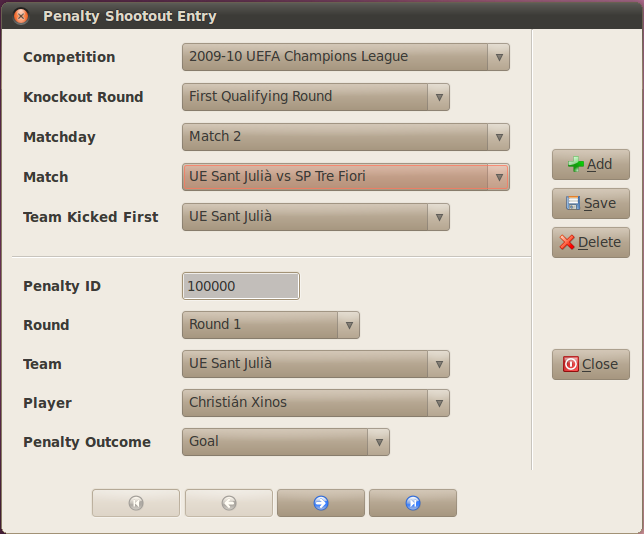 Penalty Shootout Entry
Competition 2009-10 UEFA Champions League
Knockout Round First Qualifying Round
Matchday Match 2
Match UE Sant Julià vs SP Tre Fiori
Team Kicked First UE Sant Julià
Add
Save
Delete
Penalty ID 100000
Round Round 1
Team UE Sant Julià
Close
Player Christián Xinos
Penalty Outcome Goal